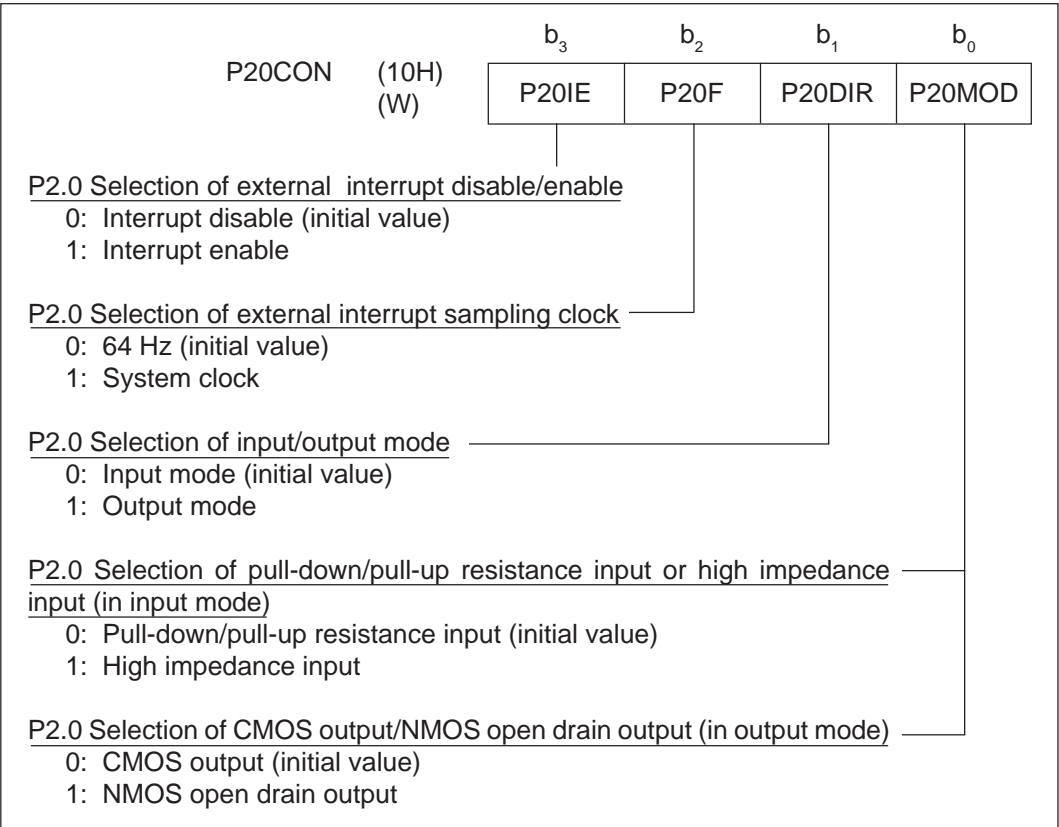 b3 b2 b1 b0
P20CON (10H)
(W)
P20IE P20F P20DIR P20MOD
P2.0 Selection of external interrupt disable/enable
0: Interrupt disable (initial value)
1: Interrupt enable
P2.0 Selection of external interrupt sampling clock
0: 64 Hz (initial value)
1: System clock
P2.0 Selection of input/output mode
0: Input mode (initial value)
1: Output mode
P2.0 Selection of pull-down/pull-up resistance input or high impedance
input (in input mode)
0: Pull-down/pull-up resistance input (initial value)
1: High impedance input
P2.0 Selection of CMOS output/NMOS open drain output (in output mode)
0: CMOS output (initial value)
1: NMOS open drain output